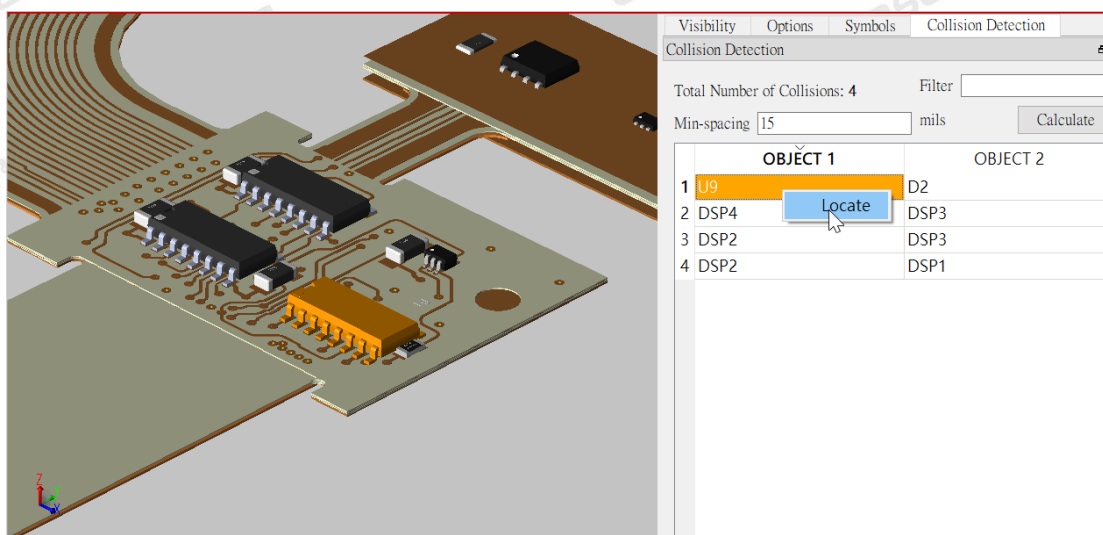 Visibility Options Symbols Collision Detection
Collision Detection
Total Number of Collisions: 4 Filter
Min-spacing 15 mils Calculate
OBJECT 1 OBJECT 2
1 U9 D2
Locate
2 DSP4 DSP3
3 DSP2 DSP3
4 DSP2 DSP1
Z
X